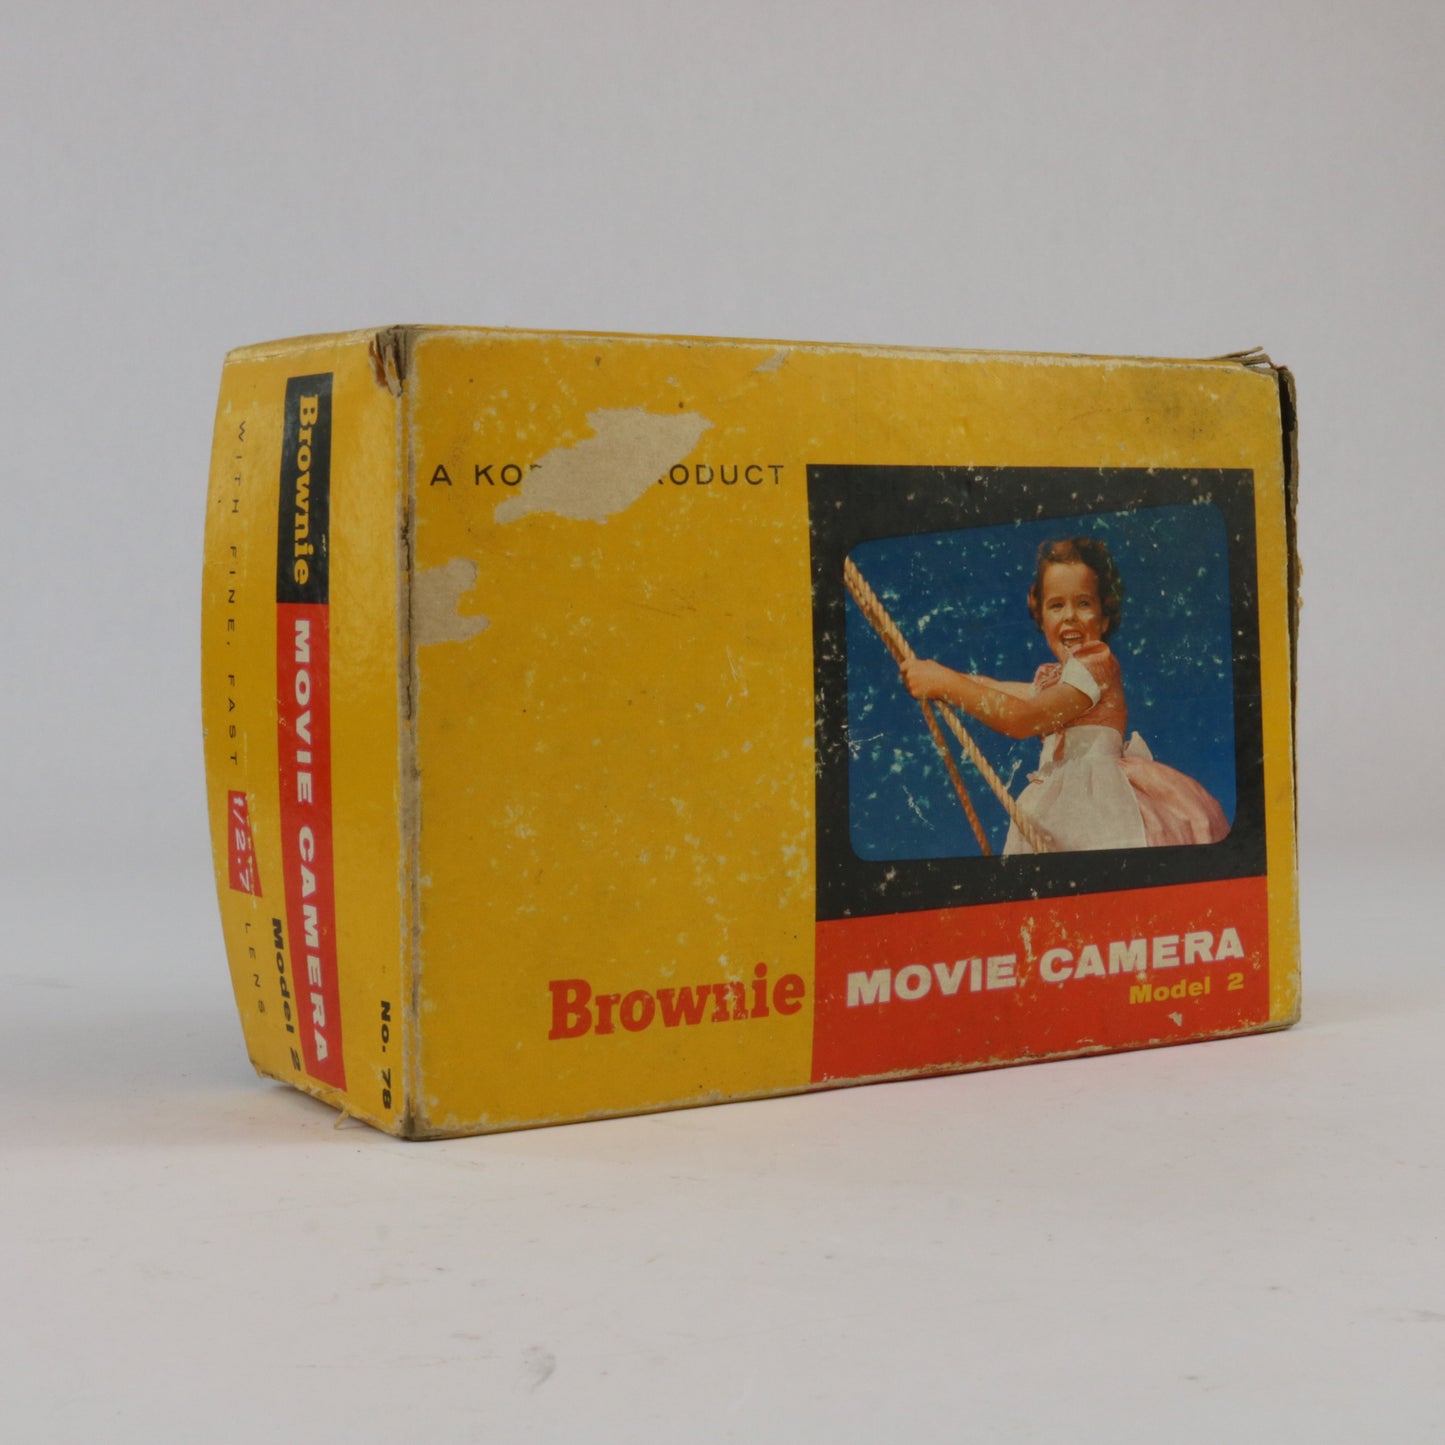 A KO ODUCT
Brownie MOVIE CAMERA
Model 2
Brownie MOVIE CAMERA
WITH FINE, FAST f/2.7 LENS
Model 2
No. 78